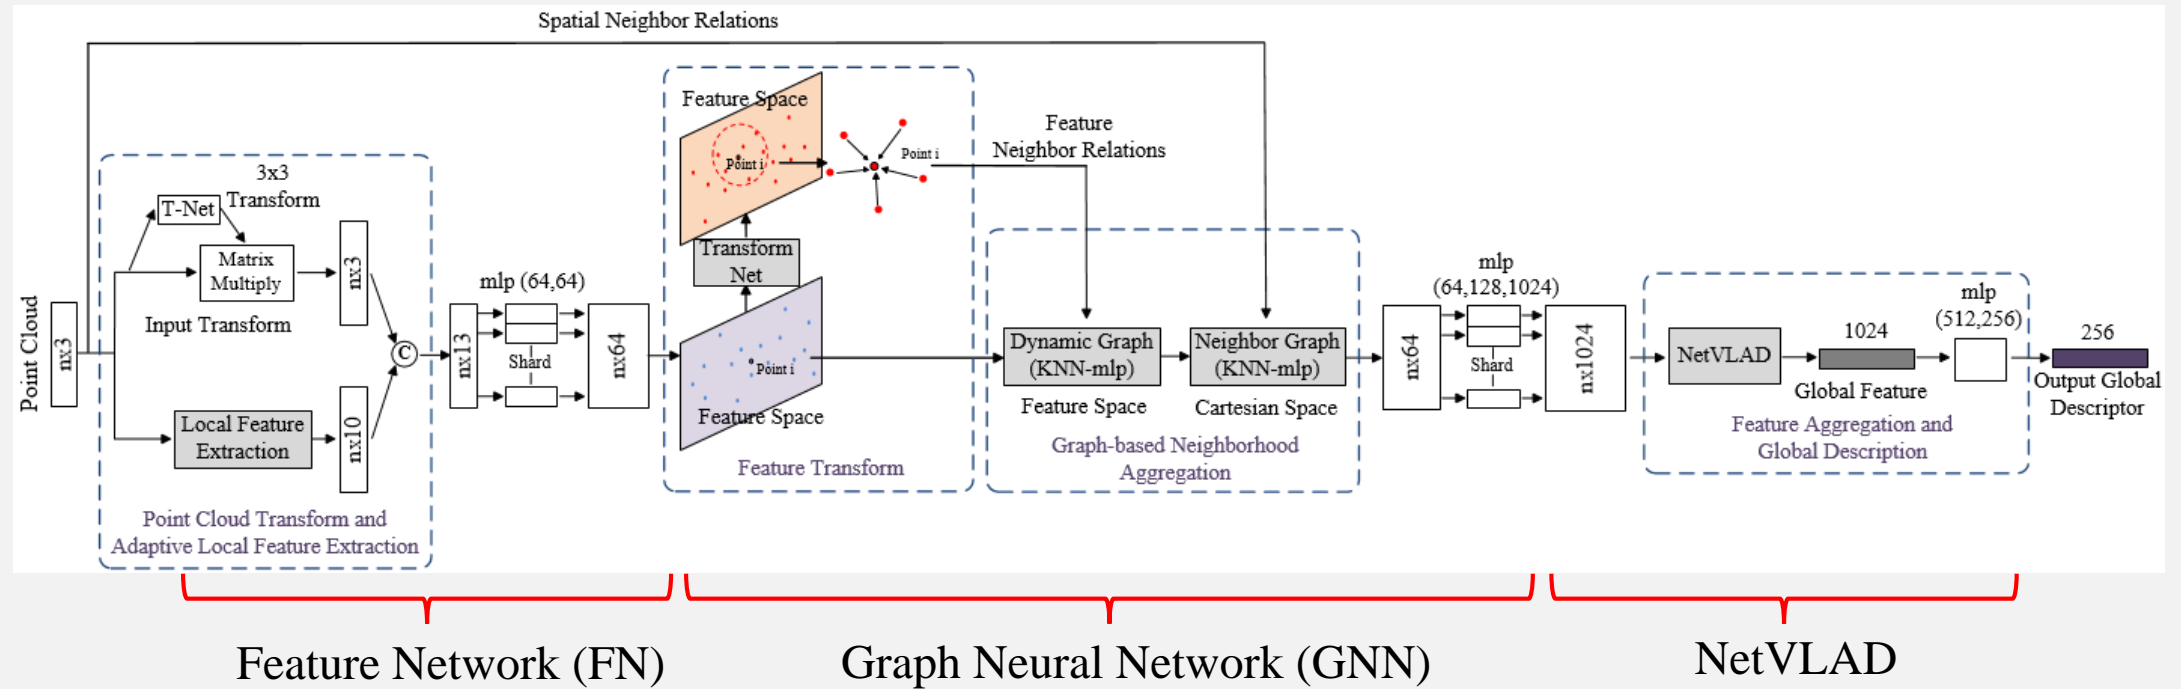 Spatial Neighbor Relations
Point Cloud
nx3
3x3
Transform
T-Net
Matrix
Multiply
Input Transform
nx3
Local Feature
Extraction
nx10
C
Point Cloud Transform and
Adaptive Local Feature Extraction
mlp (64,64)
nx13
Shard
nx64
Feature Space
Point i
Point i
Transform
Net
Point i
Feature Space
Feature Transform
Feature
Neighbor Relations
Dynamic Graph
(KNN-mlp)
Feature Space
Neighbor Graph
(KNN-mlp)
Cartesian Space
Graph-based Neighborhood
Aggregation
mlp
(64,128,1024)
nx64
Shard
nx1024
NetVLAD
1024
Global Feature
mlp
(512,256)
Feature Aggregation and
Global Description
256
Output Global
Descriptor
Feature Network (FN)
Graph Neural Network (GNN)
NetVLAD